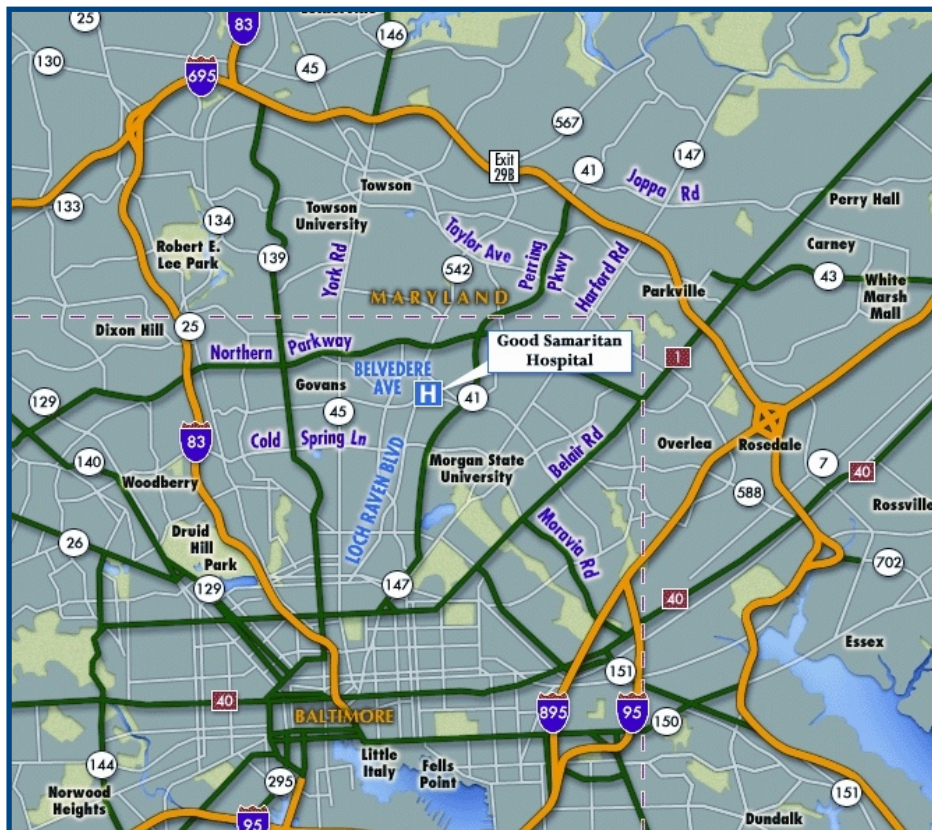 25
83
146
130
45
695
567
147
Exit
29B
41
Joppa Rd
133
134
Towson
Towson
University
Perry Hall
Robert E.
Lee Park
139
York Rd
Taylor Ave
542
Perring
Pkwy
Harford Rd
Carney
43
White
Marsh
Mall
MARYLAND
Parkville
Dixon Hill
25
Northern Parkway
Good Samaritan
Hospital
1
BELVEDERE
AVE
H
Govans
41
129
45
83
Cold Spring Ln
LOCH RAVEN BLVD
Morgan State
University
Belair Rd
Overlea
Rosedale
7
40
140
Woodberry
588
Rossville
Druid
Hill
Park
26
Moravia Rd
129
147
702
40
Essex
151
40
BALTIMORE
895
95
150
Little
Italy
Fells
Point
144
295
Norwood
Heights
95
151
Dundalk